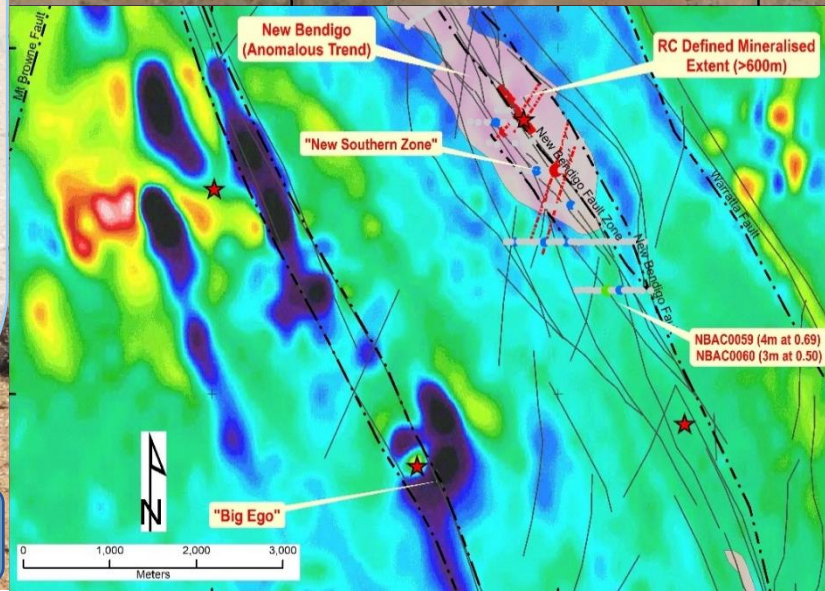 Mt Browne Fault
New Bendigo
(Anomalous Trend)
RC Defined Mineralised
Extent (>600m)
"New Southern Zone"
New Bendigo Fault Zone
Warratta Fault
New Bendigo Fau
NBAC0059 (4m at 0.69)
NBAC0060 (3m at 0.50)
"Big Ego"
N
0 1,000 2,000 3,000
Meters